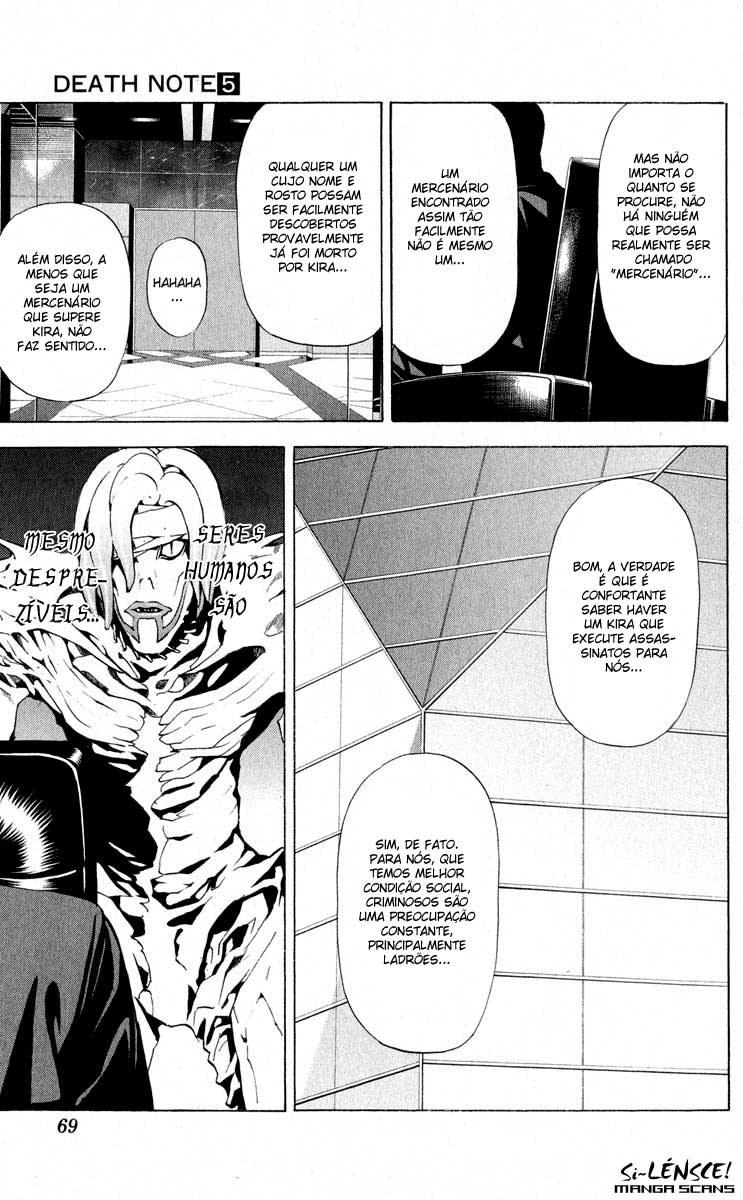 DEATH NOTE 5
MAS NÃO
IMPORTA O
QUANTO SE
PROCURE, NÃO
HÁ NINGUÉM
QUE POSSA
REALMENTE SER
CHAMADO
"MERCENÁRIO"...
UM
MERCENÁRIO
ENCONTRADO
ASSIM TÃO
FACILMENTE
NÃO É MESMO
UM...
QUALQUER UM
CUJO NOME E
ROSTO POSSAM
SER FACILMENTE
DESCOBERTOS
PROVAVELMENTE
JÁ FOI MORTO
POR KIRA...
HAHAHA
...
ALÉM DISSO, A
MENOS QUE
SEJA UM
MERCENÁRIO
QUE SUPERE
KIRA, NÃO
FAZ SENTIDO...
BOM, A VERDADE
É QUE É
CONFORTANTE
SABER HAVER
UM KIRA QUE
EXECUTE ASSAS-
SINATOS PARA
NÓS...
SIM, DE FATO.
PARA NÓS, QUE
TEMOS MELHOR
CONDIÇÃO SOCIAL,
CRIMINOSOS SÃO
UMA PREOCUPAÇÃO
CONSTANTE,
PRINCIPALMENTE
LADRÕES...
SERES
HUMANOS
SÃO
MESMO
DESPRE-
ZÍVEIS...
69
Si~LÉNSCE!
MANGA SCANS